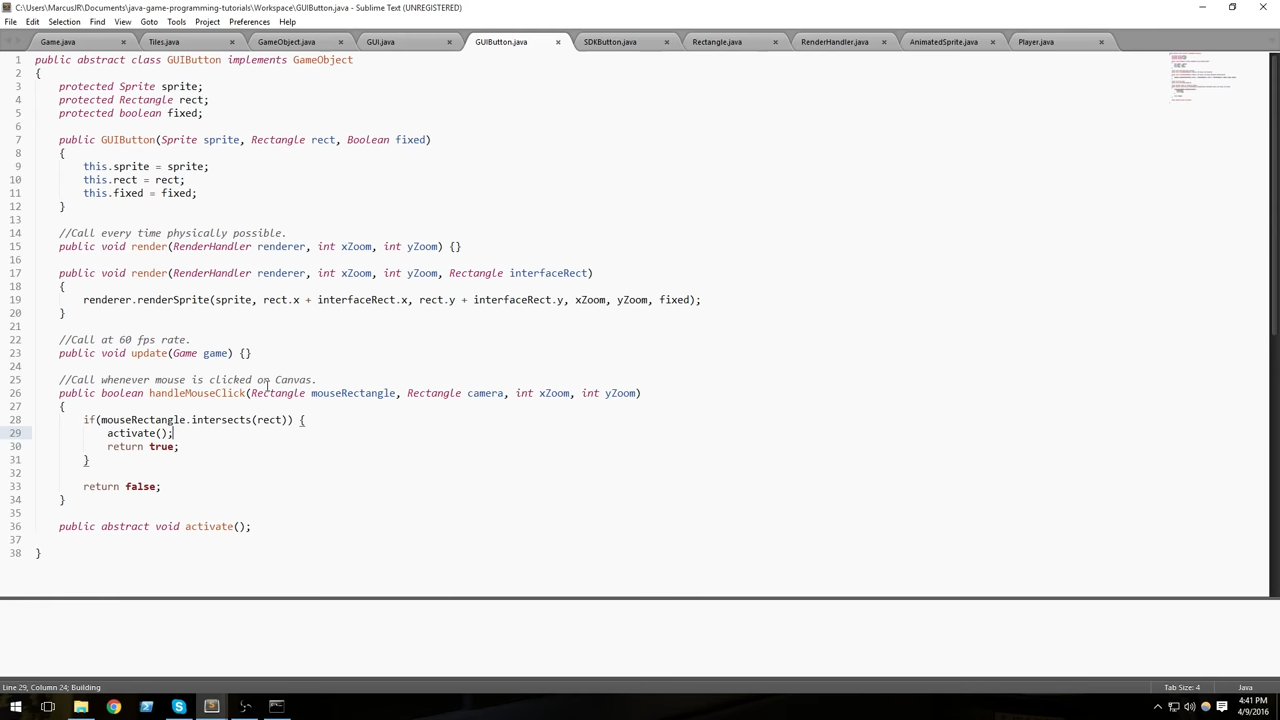 C:\Users\MarcusJR\Documents\java-game-programming-tutorials\Workspace\GUIButton.java - Sublime Text (UNREGISTERED)
File Edit Selection Find View Goto Tools Project Preferences Help
Game.java Tiles.java GameObject.java GUI.java GUIButton.java SDKButton.java Rectangle.java RenderHandler.java AnimatedSprite.java Player.java
1 public abstract class GUIButton implements GameObject
2 {
3 protected Sprite sprite;
4 protected Rectangle rect;
5 protected boolean fixed;
6
7 public GUIButton(Sprite sprite, Rectangle rect, Boolean fixed)
8 {
9 this.sprite = sprite;
10 this.rect = rect;
11 this.fixed = fixed;
12 }
13
14 //Call every time physically possible.
15 public void render(RenderHandler renderer, int xZoom, int yZoom) {}
16
17 public void render(RenderHandler renderer, int xZoom, int yZoom, Rectangle interfaceRect)
18 {
19 renderer.renderSprite(sprite, rect.x + interfaceRect.x, rect.y + interfaceRect.y, xZoom, yZoom, fixed);
20 }
21
22 //Call at 60 fps rate.
23 public void update(Game game) {}
24
25 //Call whenever mouse is clicked on Canvas.
26 public boolean handleMouseClick(Rectangle mouseRectangle, Rectangle camera, int xZoom, int yZoom)
27 {
28 if(mouseRectangle.intersects(rect)) {
29 activate();
30 return true;
31 }
32
33 return false;
34 }
35
36 public abstract void activate();
37
38 }
Line 29, Column 24; Building Tab Size: 4 Java
4:41 PM
4/9/2016